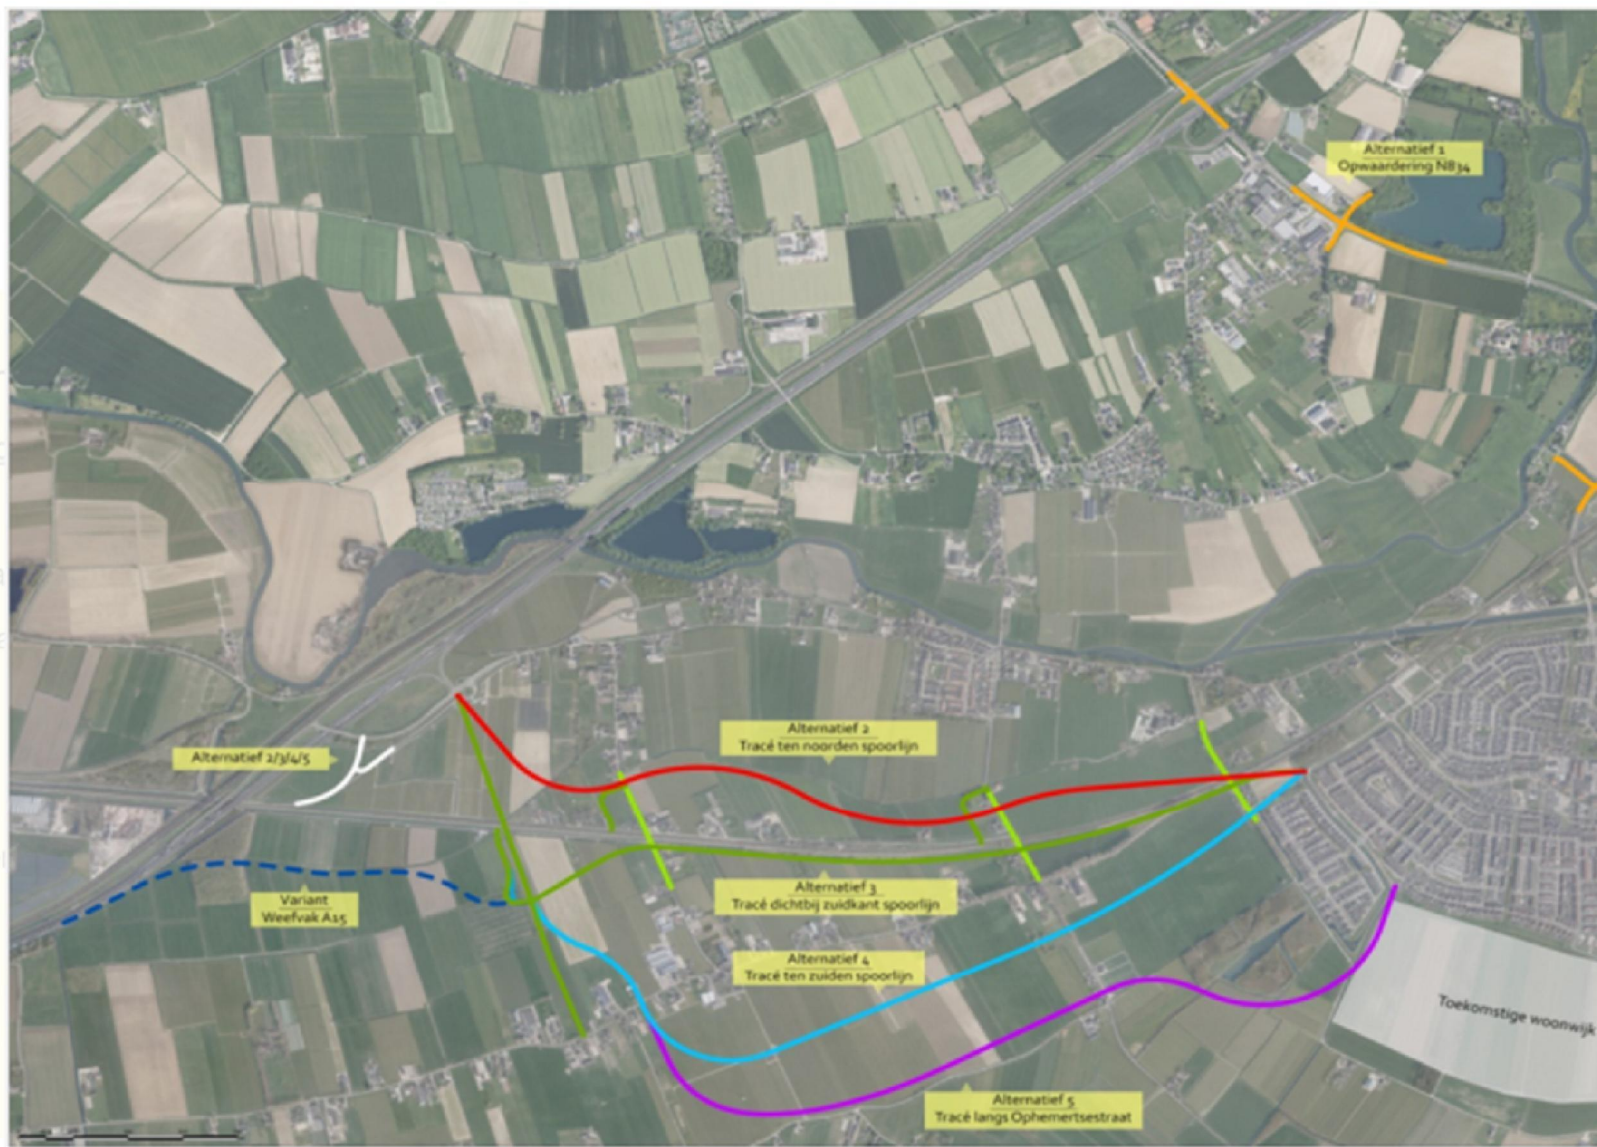 Alternatief 1
Opwaardering N834
Alternatief 2
Tracé ten noorden spoorlijn
Alternatief 2/3/4/5
Alternatief 3
Tracé dichtbij zuidkant spoorlijn
Variant
Weefvak A15
Alternatief 4
Tracé ten zuiden spoorlijn
Toekomstige woonwijk
Alternatief 5
Tracé langs Ophemertsestraat